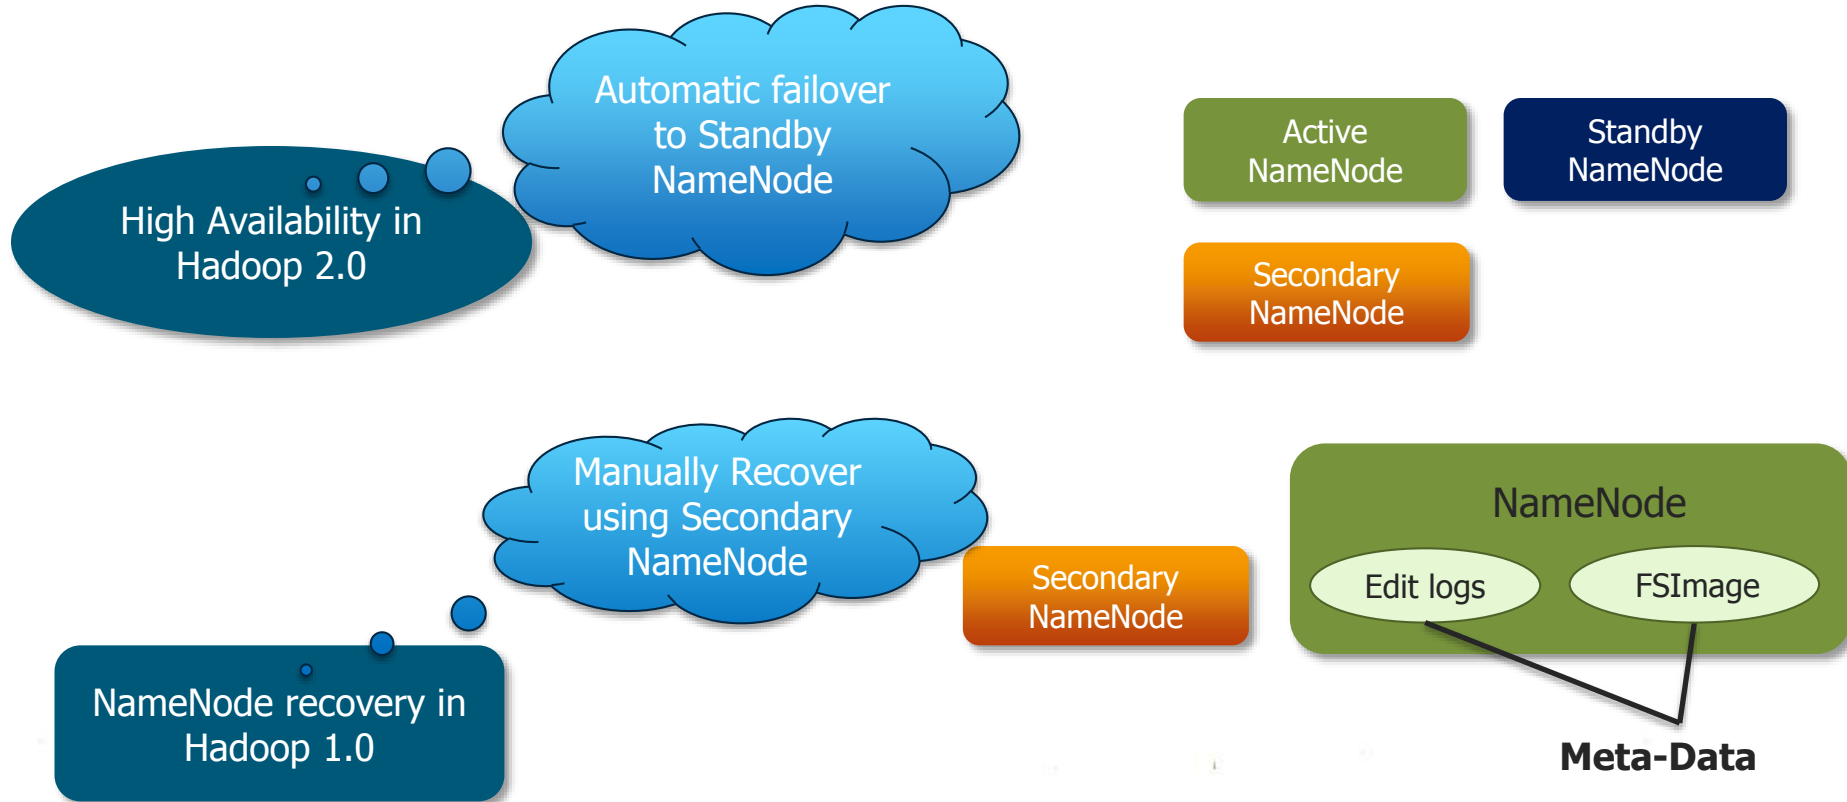 Automatic failover
to Standby
NameNode
High Availability in
Hadoop 2.0
Active
NameNode
Standby
NameNode
Secondary
NameNode
Manually Recover
using Secondary
NameNode
NameNode recovery in
Hadoop 1.0
Secondary
NameNode
NameNode
Edit logs
FSImage
Meta-Data